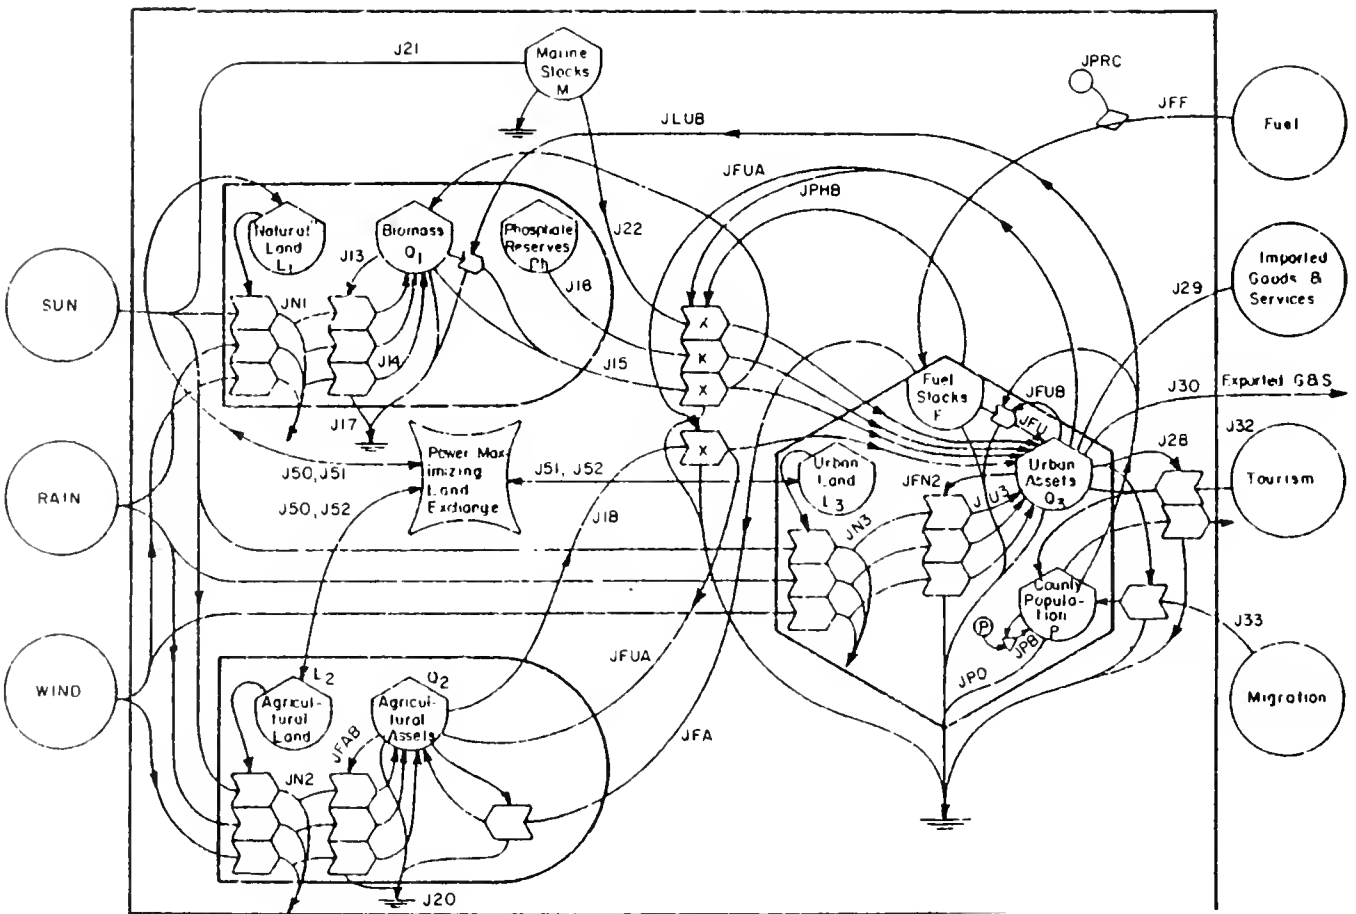 J21
Marine
Stocks
M
JPRC
JFF
Fuel
JLUB
JFUA
JPHB
J22
Natural
Land
L1
Biomass
Q1
Phosphate
Reserves
Ph
J13
J16
JN1
J14
J15
J17
SUN
Imported
Goods &
Services
J29
J30
Exported G&S
Fuel
Stocks
F
JFUB
JFU
J28
J32
Tourism
X
X
X
X
Power Max-
imizing
Land
Exchange
J50, J51
J51, J52
J50, J52
J18
RAIN
Urban
Land
L3
JFN2
JU3
Urban
Assets
Q3
JN3
County
Popula-
tion
P
P
JPB
JPO
J33
Migration
WIND
L2
Agricul-
tural
Land
Q2
Agricul-
tural
Assets
JFUA
JFA
JFAB
JN2
J20